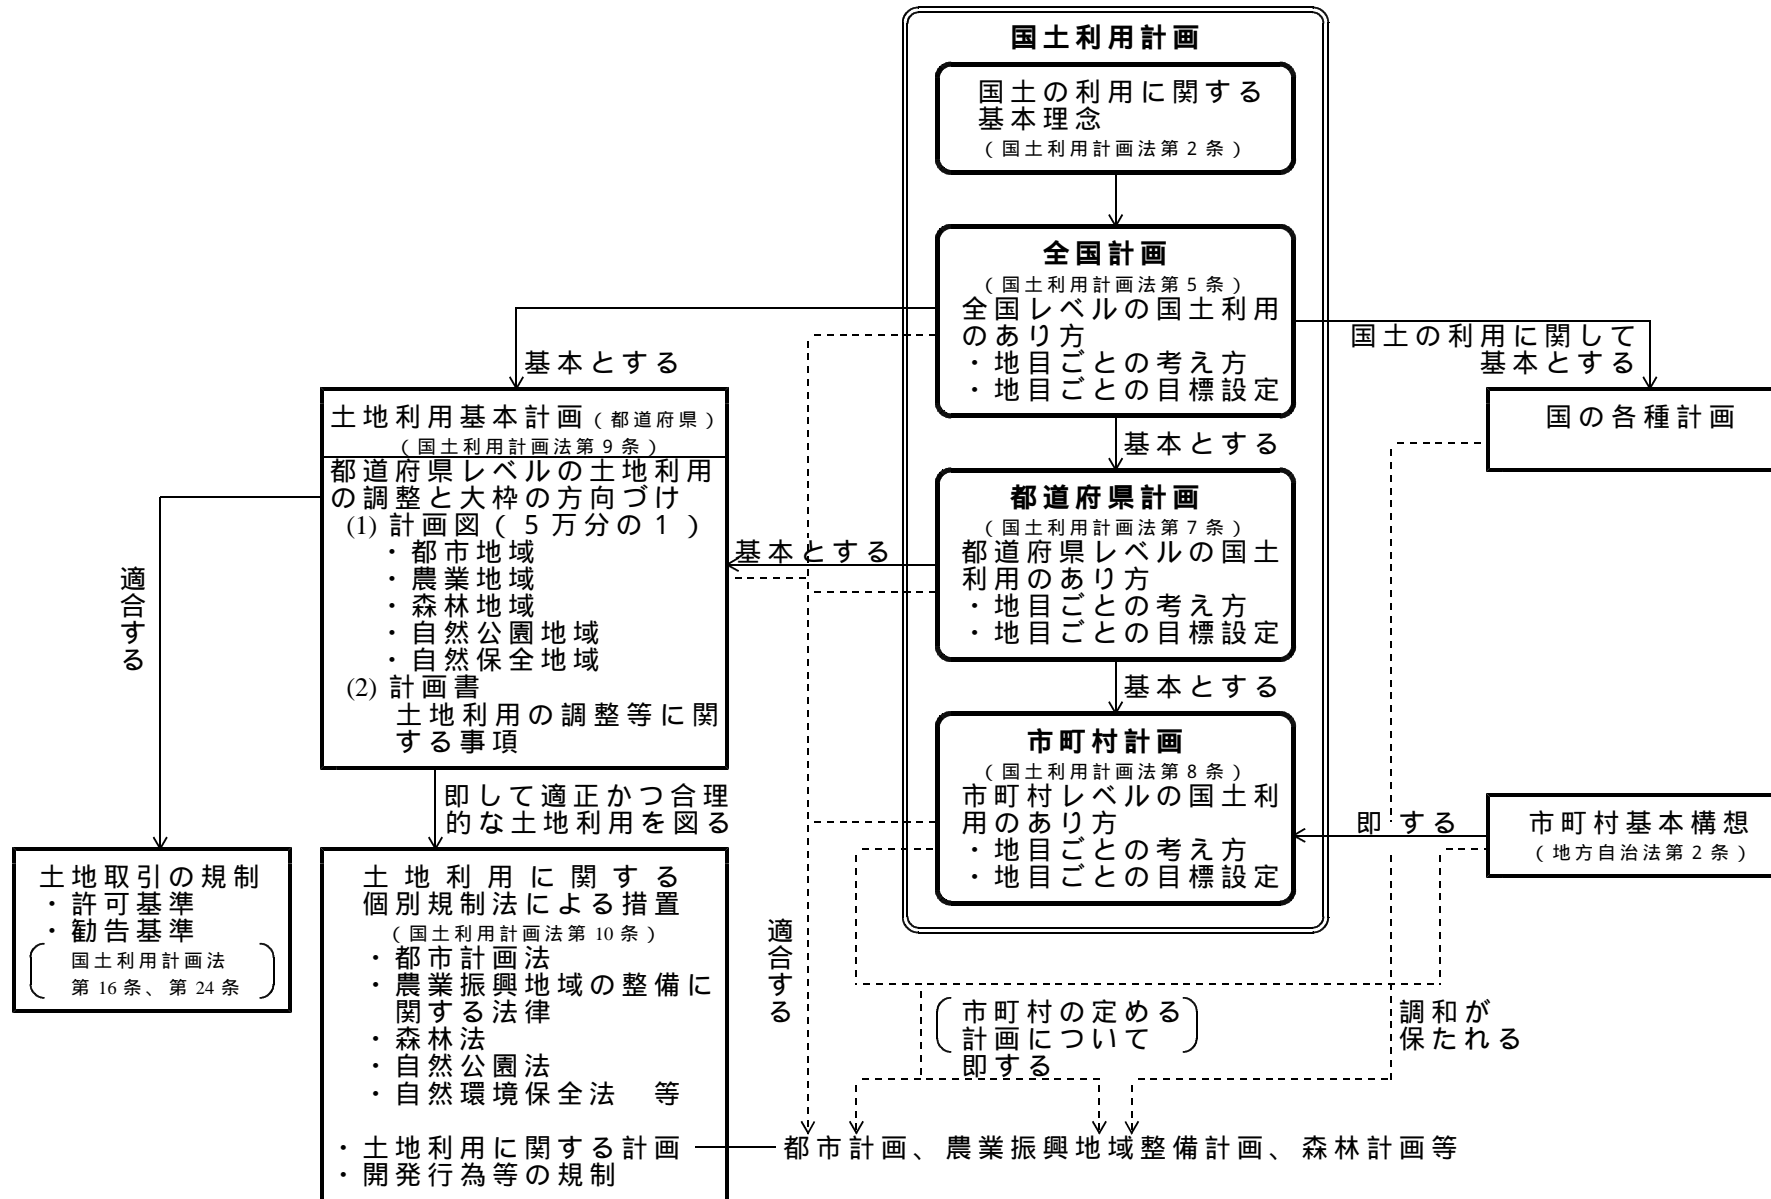 国土利用計画
国土の利用に関する
基本理念
(国土利用計画法第2条)
全国計画
(国土利用計画法第5条)
全国レベルの国土利用
のあり方
・地目ごとの考え方
・地目ごとの目標設定
基本とする
国土の利用に関して
基本とする
国の各種計画
土地利用基本計画(都道府県)
(国土利用計画法第9条)
都道府県レベルの土地利用
の調整と大枠の方向づけ
(1) 計画図(5万分の1)
・都市地域
・農業地域
・森林地域
・自然公園地域
・自然保全地域
(2) 計画書
土地利用の調整等に関
する事項
基本とする
都道府県計画
(国土利用計画法第7条)
都道府県レベルの国土
利用のあり方
・地目ごとの考え方
・地目ごとの目標設定
基本とする
適合する
基本とする
市町村計画
(国土利用計画法第8条)
市町村レベルの国土利
用のあり方
・地目ごとの考え方
・地目ごとの目標設定
即 する
市町村基本構想
(地方自治法第2条)
即して適正かつ合理
的な土地利用を図る
土地取引の規制
・許可基準
・勧告基準
国土利用計画法
第16条、第24条
土地利用に関する
個別規制法による措置
(国土利用計画法第10条)
・都市計画法
・農業振興地域の整備に
関する法律
・森林法
・自然公園法
・自然環境保全法 等
・土地利用に関する計画
・開発行為等の規制
適合する
市町村の定める
計画について
即する
調和が
保たれる
都市計画、農業振興地域整備計画、森林計画等